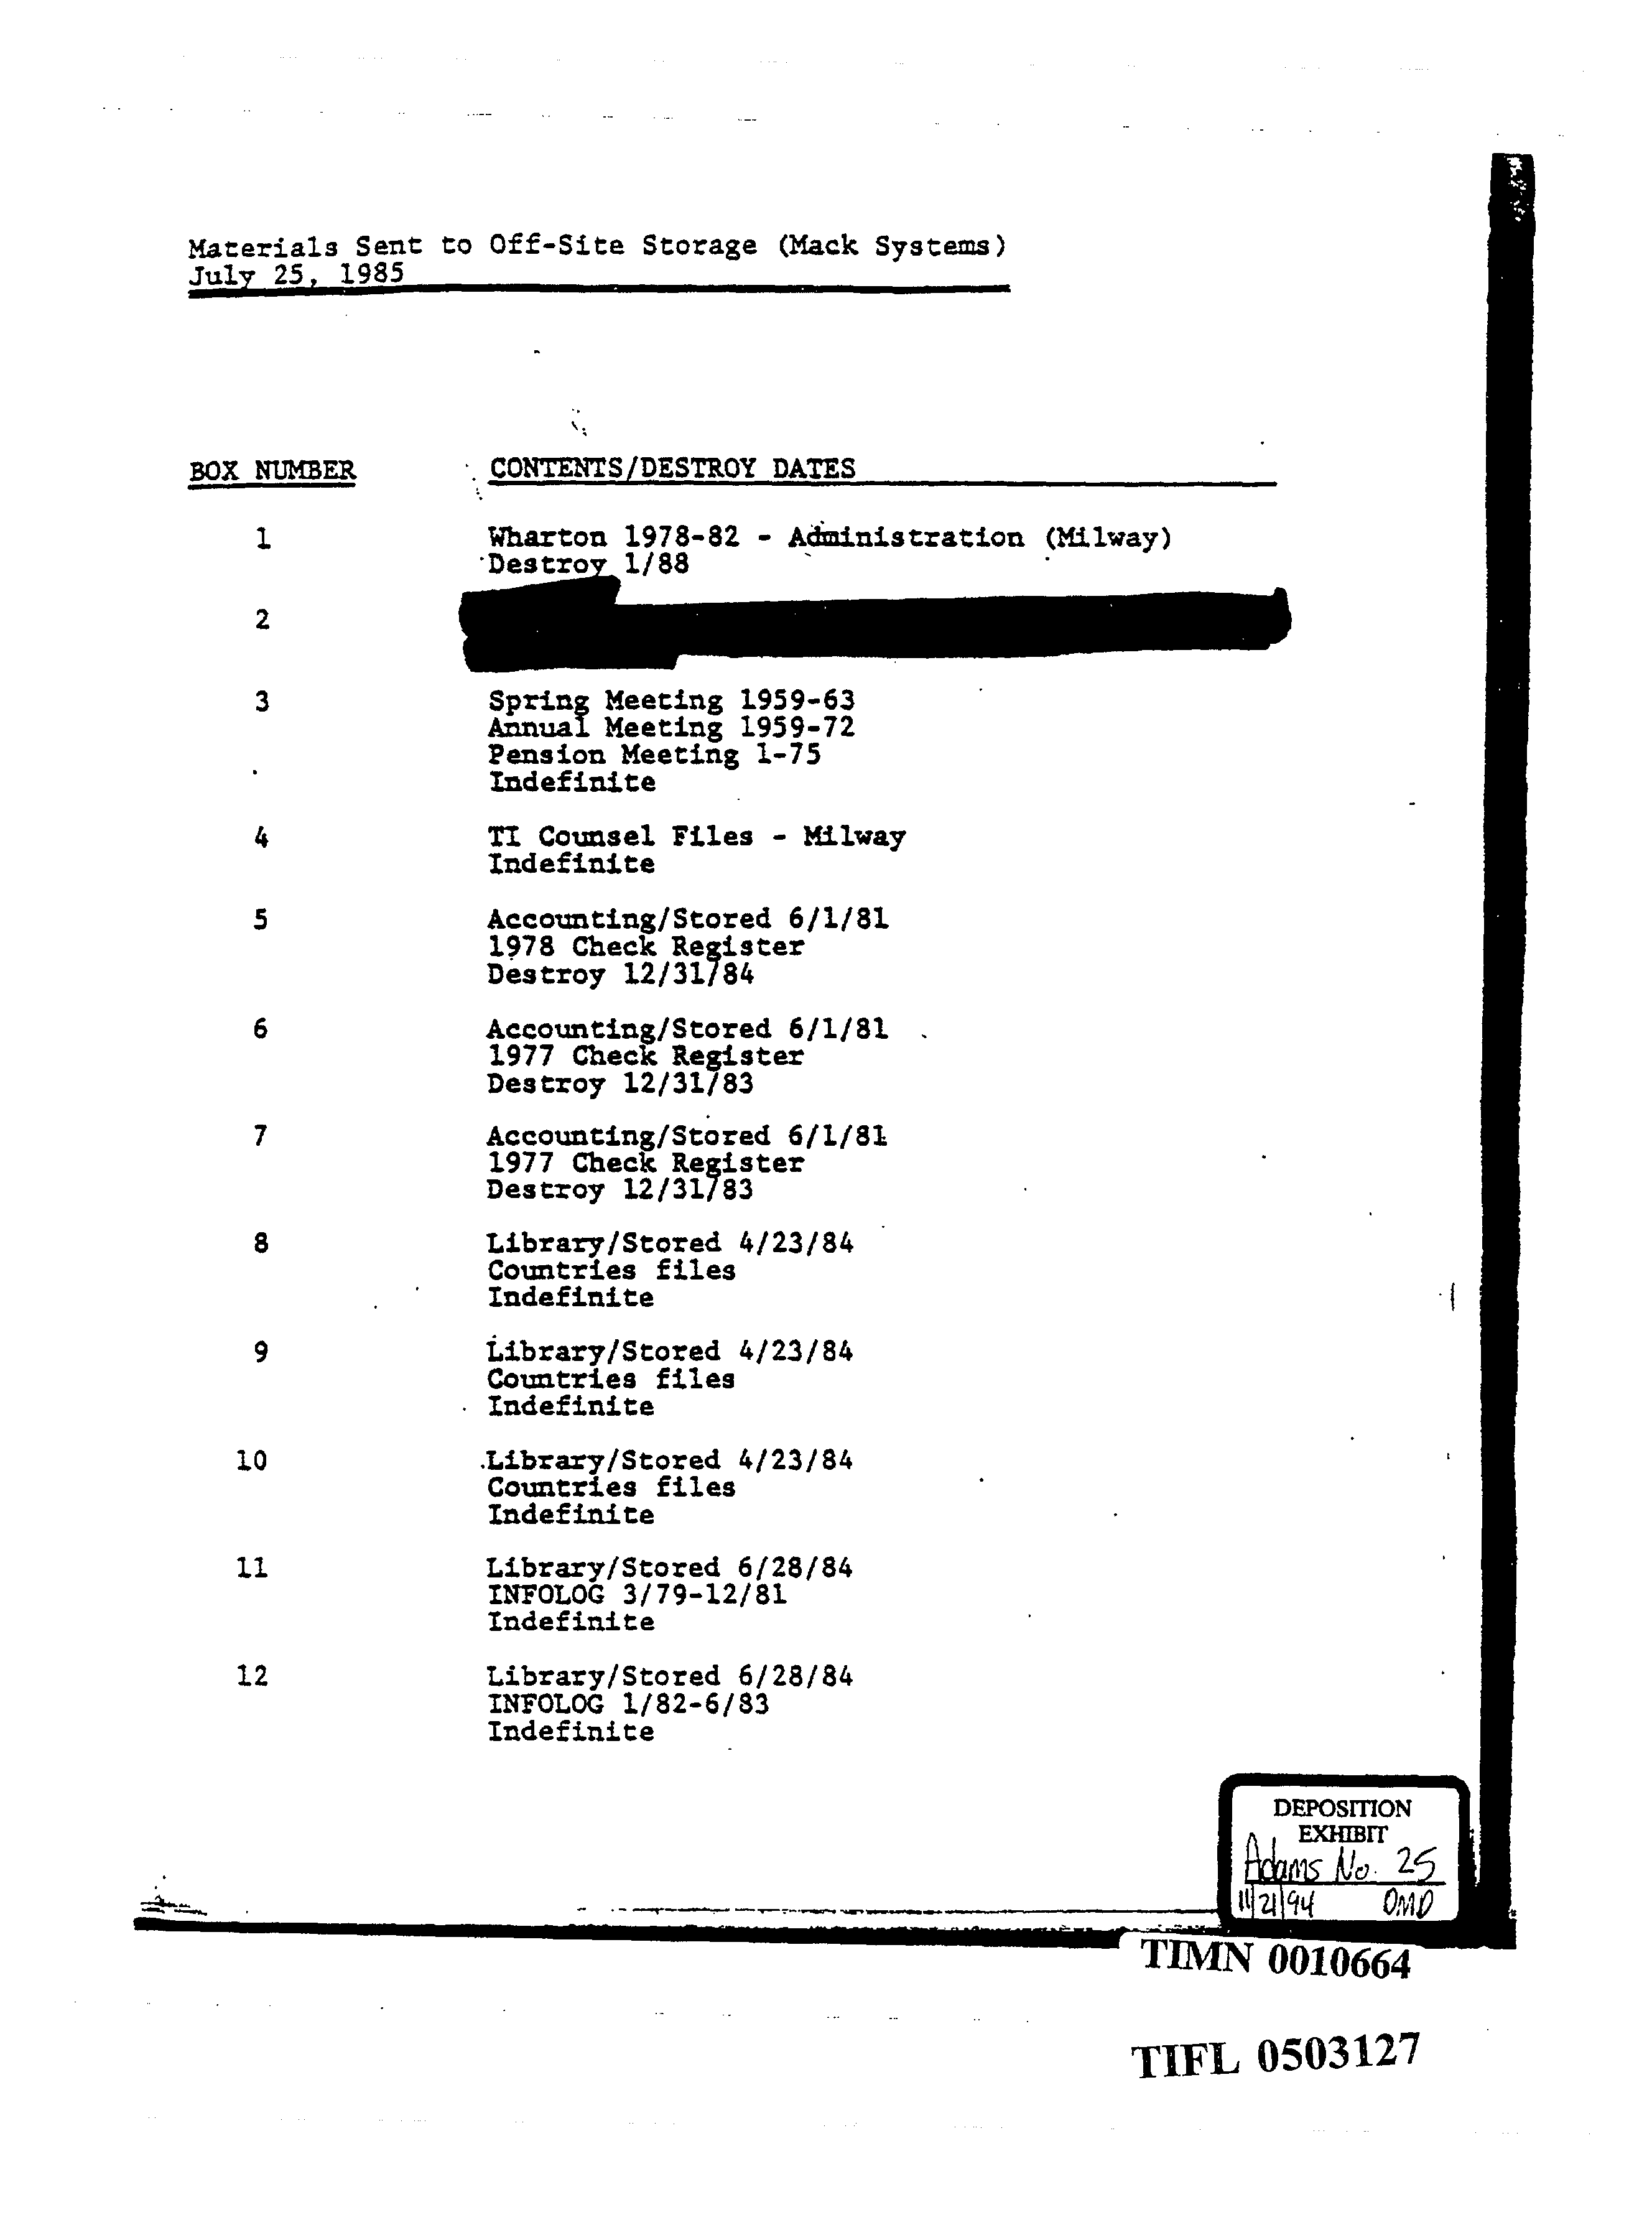 Materials Sent to Off-Site Storage (Mack Systems)
July 25, 1985
BOX NUMBER CONTENTS/DESTROY DATES
1 Wharton 1978-82 - Administration (Milway)
Destroy 1/88
2
3 Spring Meeting 1959-63
Annual Meeting 1959-72
Pension Meeting 1-75
Indefinite
4 TI Counsel Files - Milway
Indefinite
5 Accounting/Stored 6/1/81
1978 Check Register
Destroy 12/31/84
6 Accounting/Stored 6/1/81
1977 Check Register
Destroy 12/31/83
7 Accounting/Stored 6/1/81
1977 Check Register
Destroy 12/31/83
8 Library/Stored 4/23/84
Countries files
Indefinite
9 Library/Stored 4/23/84
Countries files
Indefinite
10 Library/Stored 4/23/84
Countries files
Indefinite
11 Library/Stored 6/28/84
INFOLOG 3/79-12/81
Indefinite
12 Library/Stored 6/28/84
INFOLOG 1/82-6/83
Indefinite
DEPOSITION
EXHIBIT
Adams No. 25
11/21/94 OMD
TIMN 0010664
TIFL 0503127